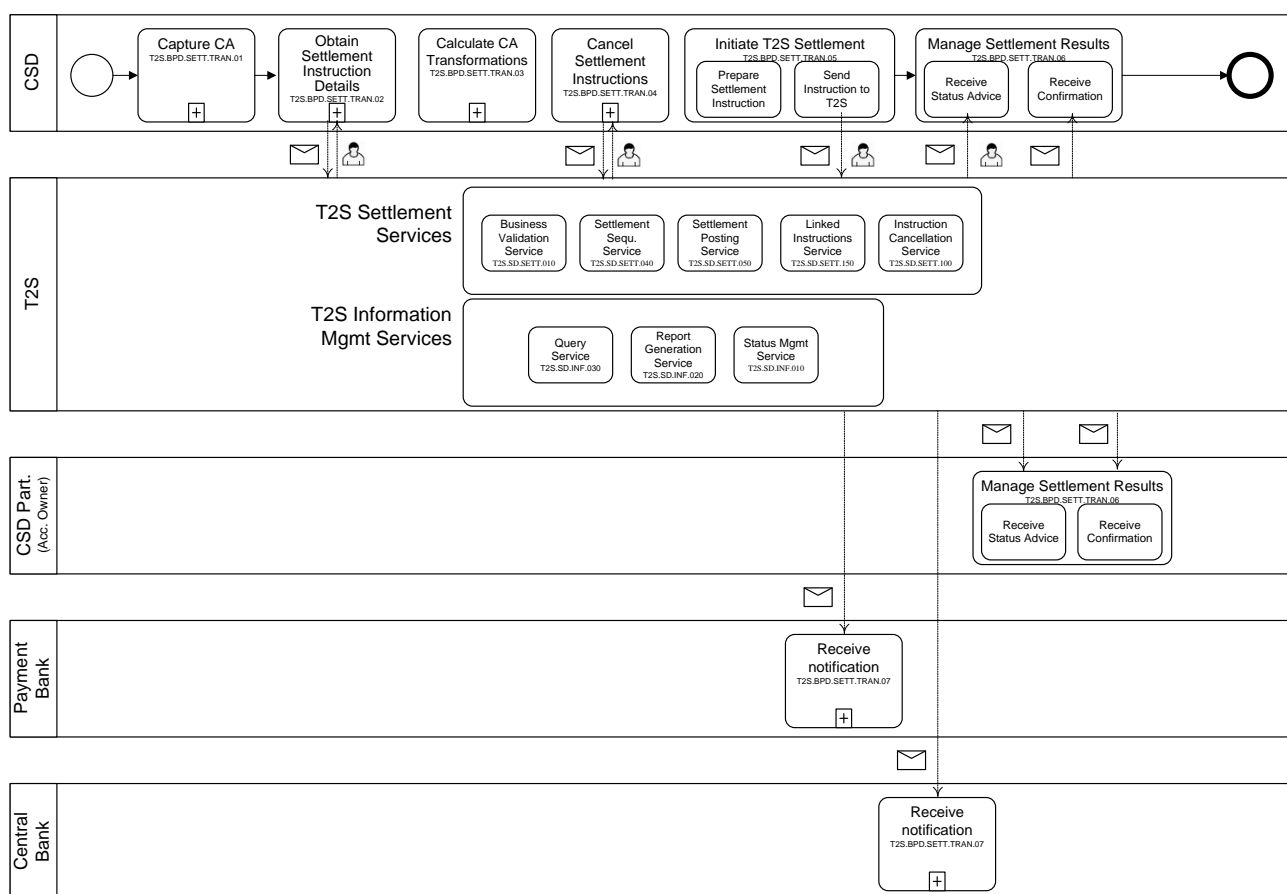 CSD
Capture CA
T2S.BPD.SETT.TRAN.01
Obtain
Settlement
Instruction
Details
T2S.BPD.SETT.TRAN.02
Calculate CA
Transformations
T2S.BPD.SETT.TRAN.03
Cancel
Settlement
Instructions
T2S.BPD.SETT.TRAN.04
Initiate T2S Settlement
T2S.BPD.SETT.TRAN.05
Prepare
Settlement
Instruction
Send
Instruction to
T2S
Manage Settlement Results
T2S.BPD.SETT.TRAN.06
Receive
Status Advice
Receive
Confirmation
T2S
T2S Settlement
Services
Business
Validation
Service
T2S.SD.SETT.010
Settlement
Sequ.
Service
T2S.SD.SETT.040
Settlement
Posting
Service
T2S.SD.SETT.050
Linked
Instructions
Service
T2S.SD.SETT.150
Instruction
Cancellation
Service
T2S.SD.SETT.100
T2S Information
Mgmt Services
Query
Service
T2S.SD.INF.030
Report
Generation
Service
T2S.SD.INF.020
Status Mgmt
Service
T2S.SD.INF.010
CSD Part.
(Acc. Owner)
Manage Settlement Results
T2S.BPD.SETT.TRAN.06
Receive
Status Advice
Receive
Confirmation
Payment
Bank
Receive
notification
T2S.BPD.SETT.TRAN.07
Central
Bank
Receive
notification
T2S.BPD.SETT.TRAN.07